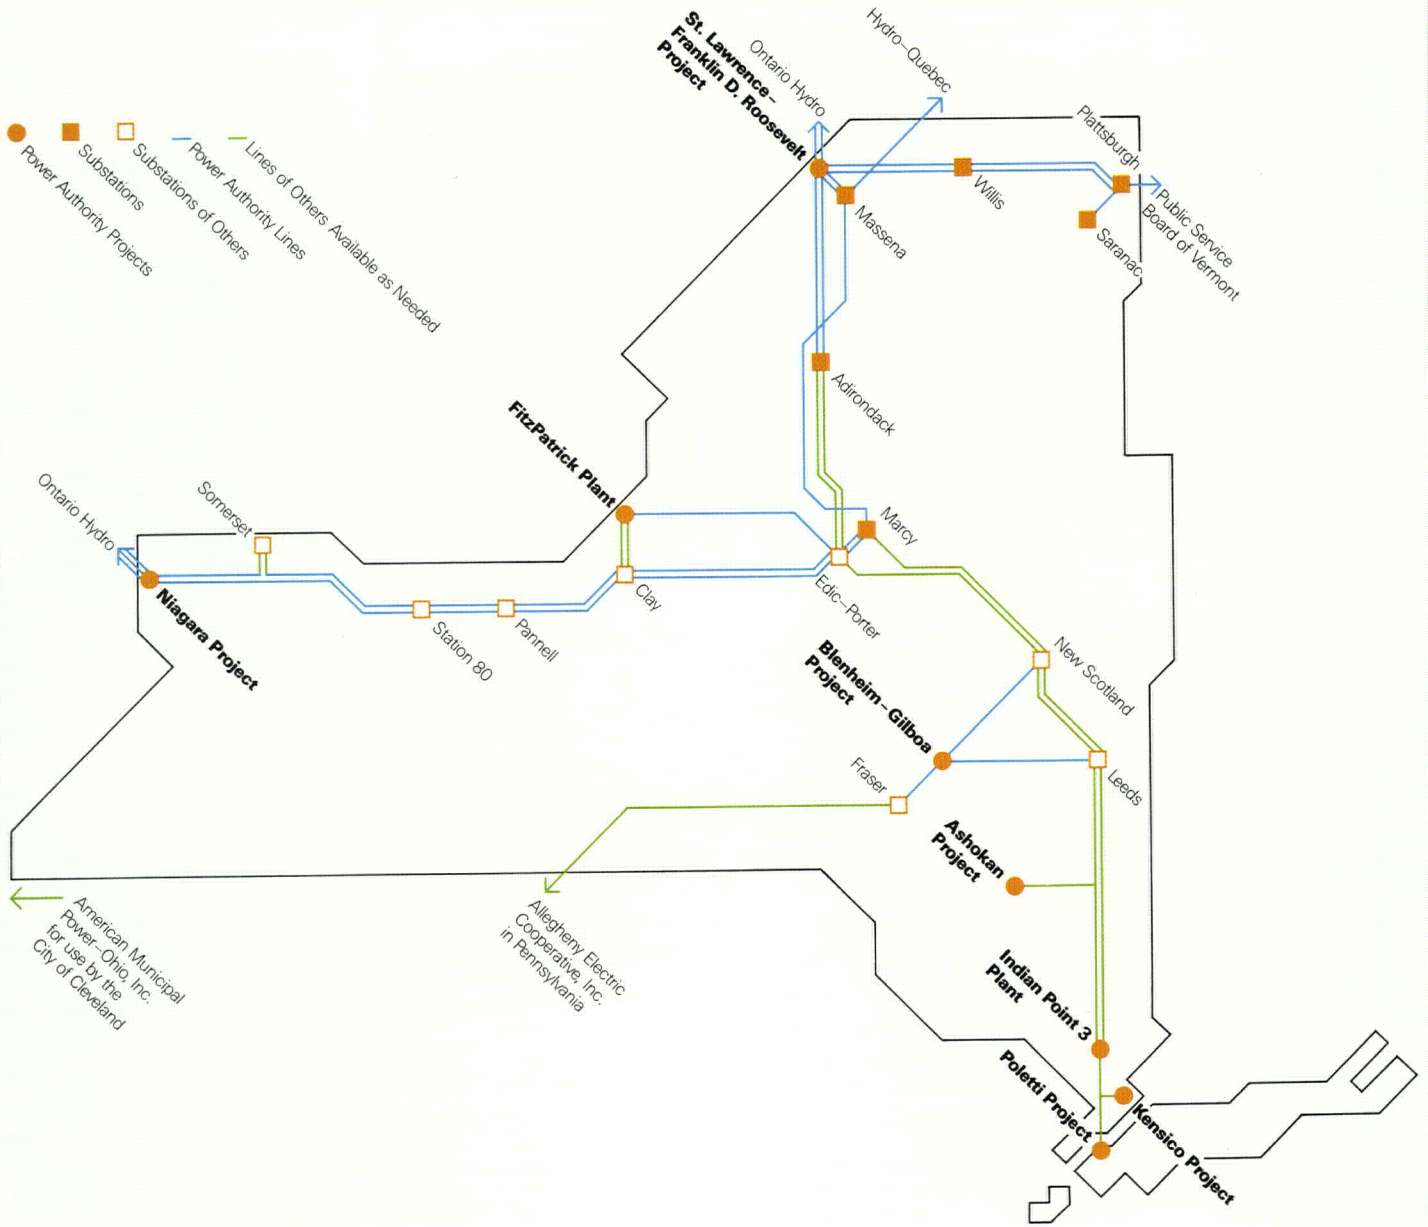 Power Authority Projects
Substations
Substations of Others
Power Authority Lines
Lines of Others Available as Needed
St. Lawrence–
Franklin D. Roosevelt
Project
Ontario Hydro
Hydro–Quebec
Plattsburgh
Willis
Massena
Saranac
Public Service
Board of Vermont
Adirondack
FitzPatrick Plant
Marcy
Ontario Hydro
Somerset
Niagara Project
Station 80
Pannell
Clay
Edic–Porter
New Scotland
Blenheim–Gilboa
Project
Fraser
Leeds
Ashokan
Project
American Municipal
Power–Ohio, Inc.
for use by the
City of Cleveland
Allegheny Electric
Cooperative, Inc.
in Pennsylvania
Indian Point 3
Plant
Poletti Project
Kensico Project